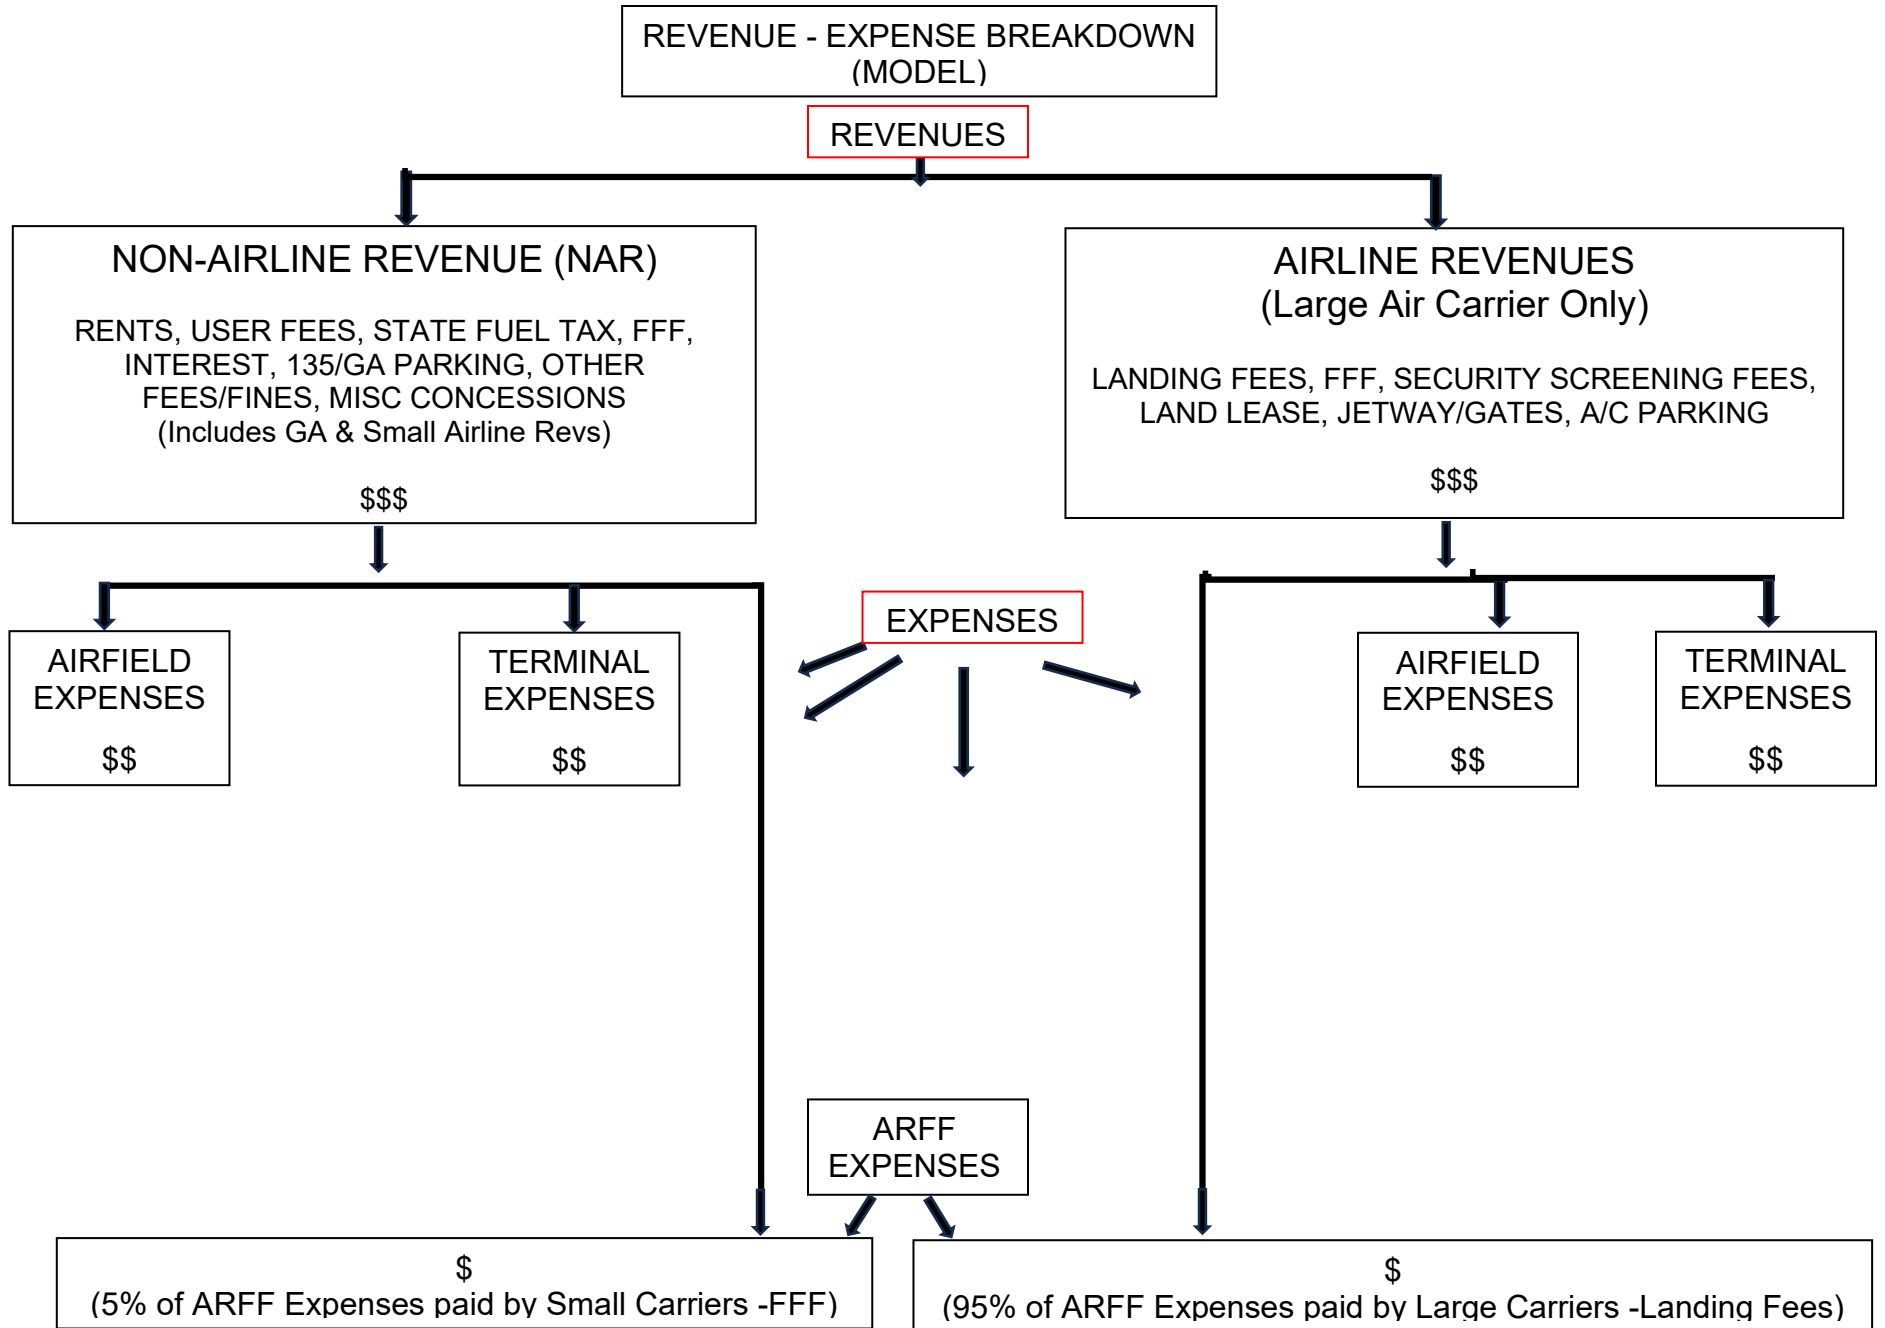 REVENUE - EXPENSE BREAKDOWN
(MODEL)
REVENUES
NON-AIRLINE REVENUE (NAR)
RENTS, USER FEES, STATE FUEL TAX, FFF,
INTEREST, 135/GA PARKING, OTHER
FEES/FINES, MISC CONCESSIONS
(Includes GA & Small Airline Revs)
$$$
AIRLINE REVENUES
(Large Air Carrier Only)
LANDING FEES, FFF, SECURITY SCREENING FEES,
LAND LEASE, JETWAY/GATES, A/C PARKING
$$$
EXPENSES
AIRFIELD
EXPENSES
$$
TERMINAL
EXPENSES
$$
AIRFIELD
EXPENSES
$$
TERMINAL
EXPENSES
$$
ARFF
EXPENSES
$
(5% of ARFF Expenses paid by Small Carriers -FFF)
$
(95% of ARFF Expenses paid by Large Carriers -Landing Fees)